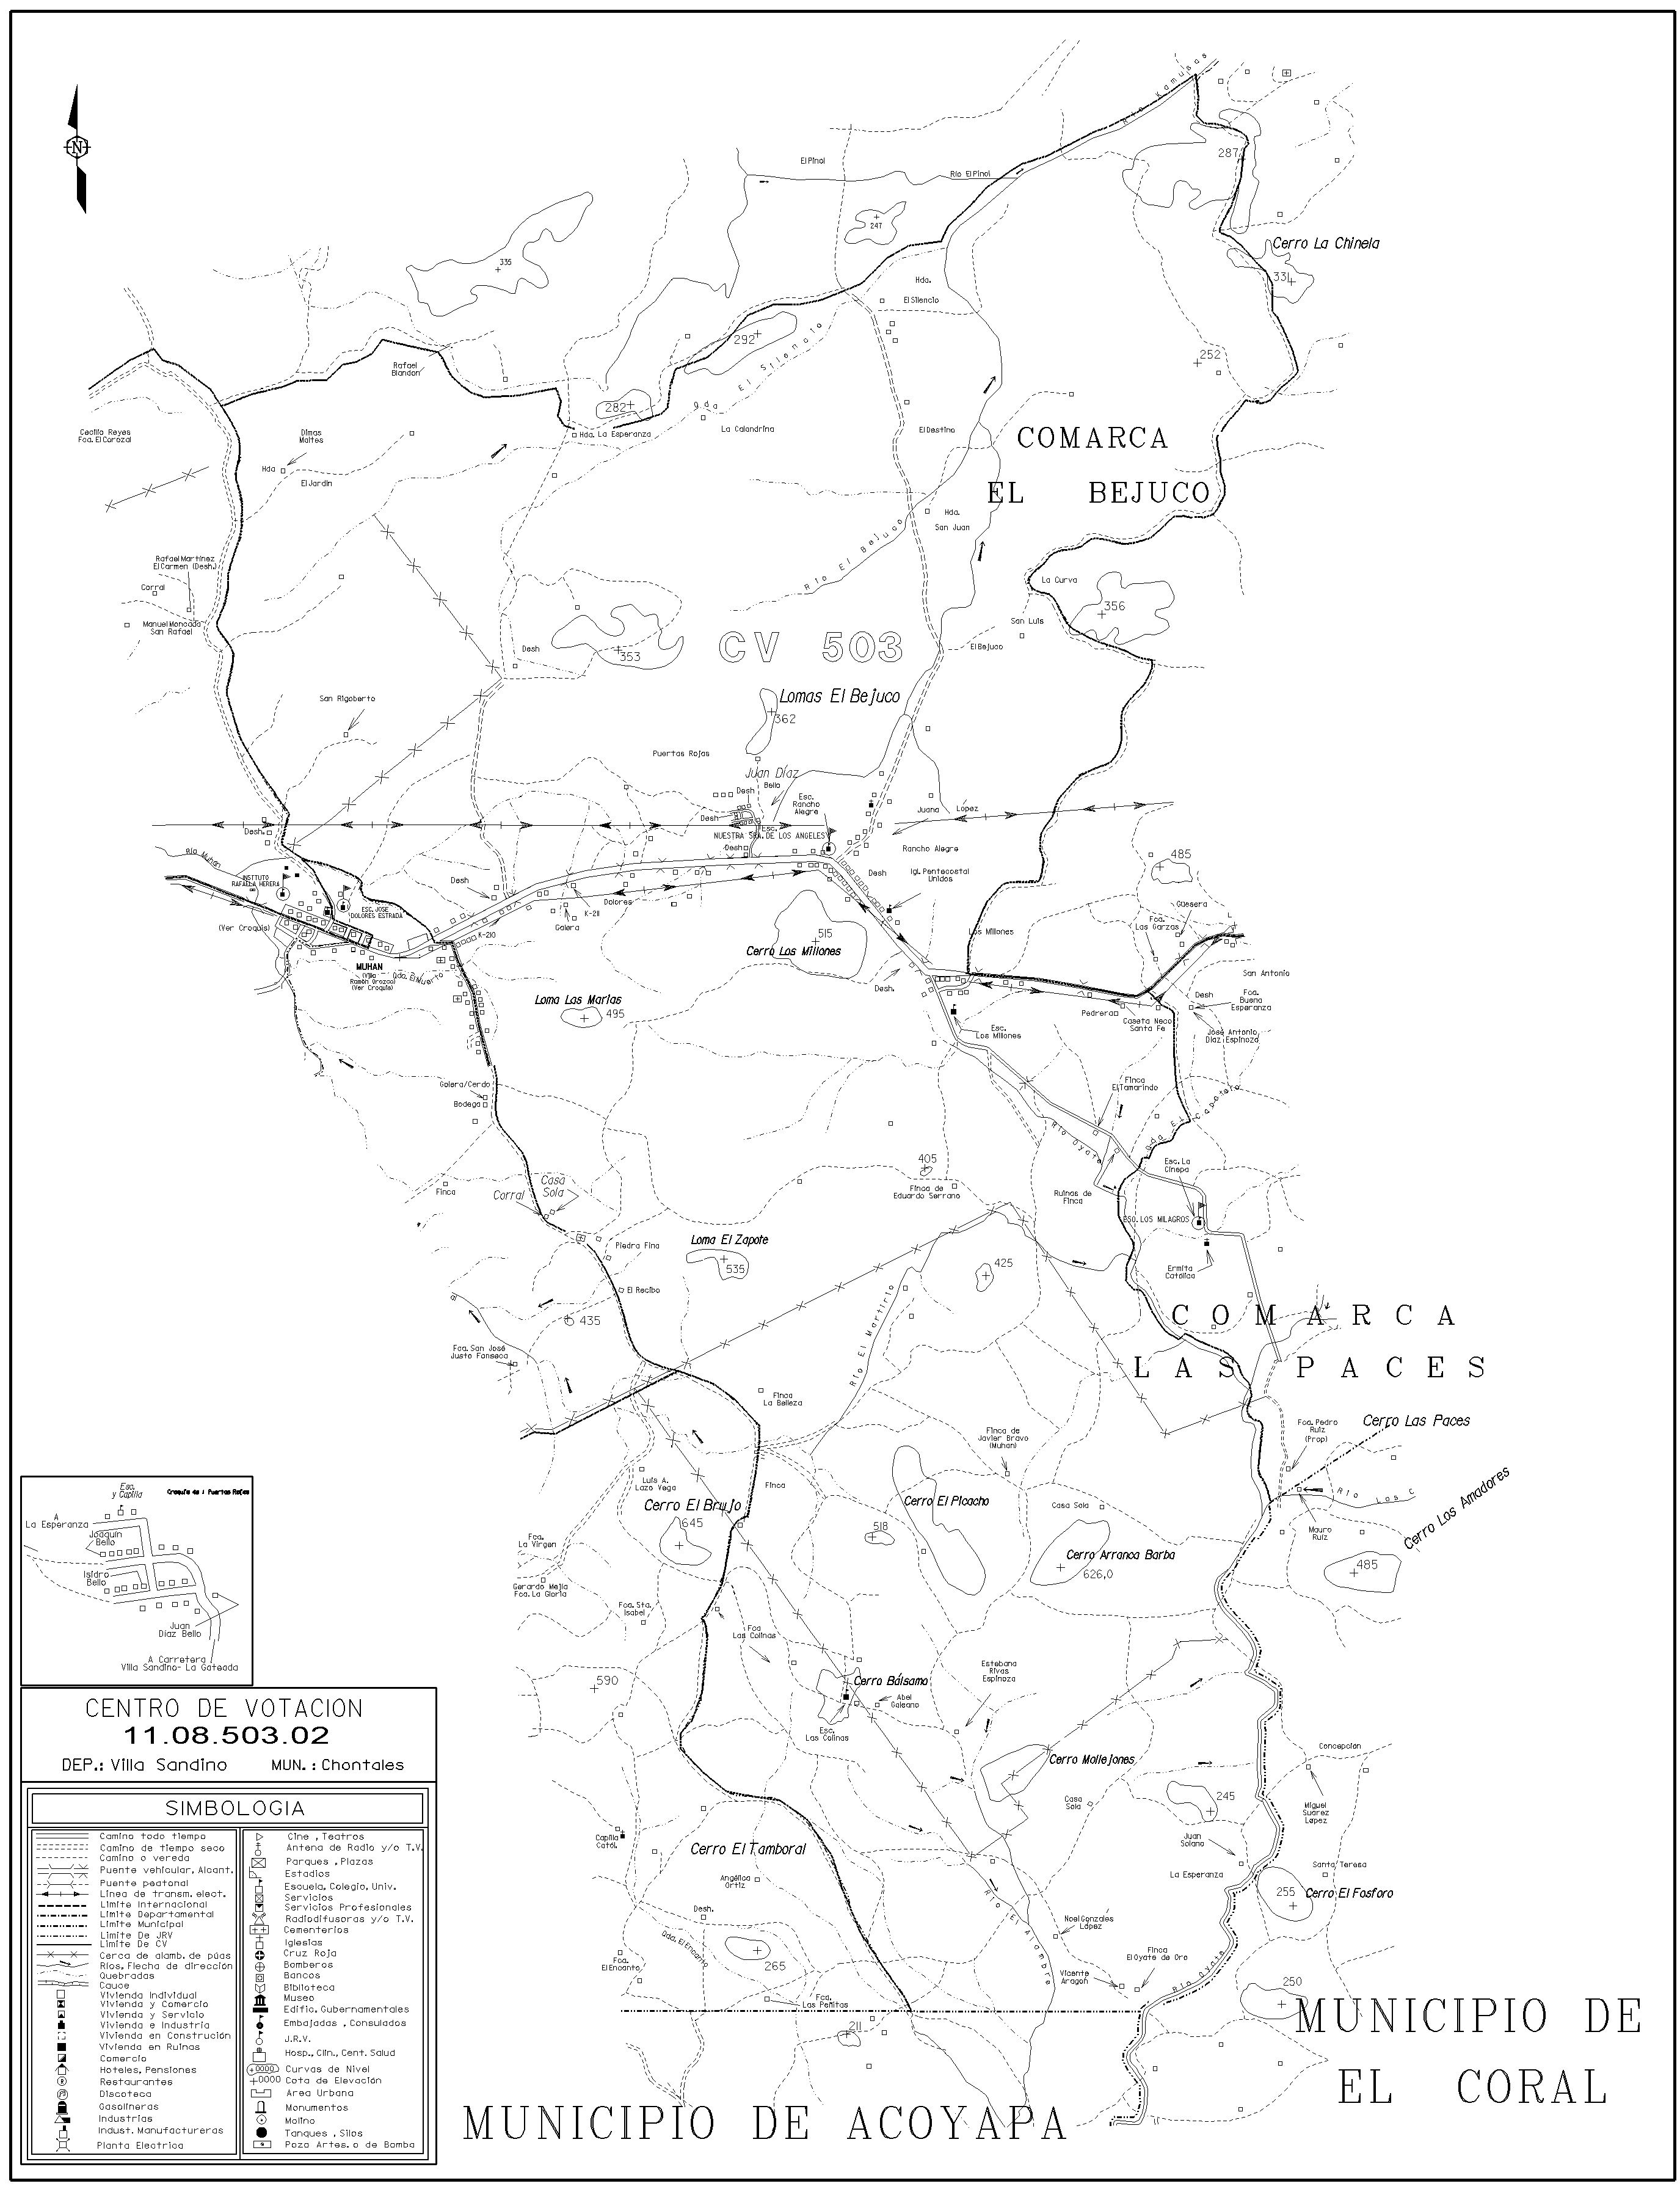 Río Kamusas
N
El Pinol
Río El Pinol
287
247
Cerro La Chinela
335
331
Hda.
El Silencio
292
252
Rafael
Blandon
Qda El Silencio
282
Cecilio Reyes
Fca. El Carozal
Dimas
Maltes
Hda. La Esperanza
La Calandrina
El Destino
COMARCA
EL BEJUCO
Hda
El Jardin
Hda.
San Juan
Río El Bejuco
Rafael Martínez
El Carmen (Desh.)
Corral
La Curva
356
Manuel Moncada
San Rafael
San Luis
CV 503
Desh
353
El Bejuco
San Rigoberto
Lomas El Bejuco
362
Puertas Rojas
Juan Díaz
Bello
Desh
Esc.
Rancho
Alegre
Juana Lopez
Desh
Desh.
Esc.
NUESTRA SRA. DE LOS ANGELES
Río Muhan
Desh
Rancho Alegre
INSTITUTO
RAFAELA HERERA
Desh
Desh
Igl. Pentecostal
Unidos
485
ESC. JOSE
DOLORES ESTRADA
Dolores
K-211
Galera
Güesera
Fca.
Las Garzas
(Ver Croquis)
K-210
515
Cerro Los Millones
Los Millones
MUHAN
(Villa
Ramón Orozco)
(Ver Croquis)
Qda. El Muerto
Desh.
San Antonio
Loma Las Marias
495
Desh
Fca.
Buena
Esperanza
Pedrera
Caseta Neco
Santa Fe
Esc.
Los Millones
José Antonio
Díaz Espinoza
Galera/Cerdo
Bodega
Finca
El Tamarindo
Río Oyate
405
Finca de
Eduardo Serrano
Esc. La
Cinepa
Finca
Corral
Casa
Sola
Ruinas de
Finca
ESC. LOS MILAGROS
Piedra Fina
Loma El Zapote
535
425
Ermita
Católica
El Recibo
435
Río El Martirio
COMARCA
LAS PACES
Fca. San José
Justo Fonseca
Finca
La Belleza
Fca. Pedro
Ruiz
(Prop)
Cerro Las Paces
Finca de
Javier Bravo
(Muhan)
Luis A.
Lazo Vega
Finca
Cerro El Brujo
645
Cerro El Picacho
Casa Sola
Río Los C
Mauro
Ruiz
Cerro Los Amadores
518
Fca.
La Virgen
Cerro Arranca Barba
626,0
485
Gerardo Mejia
Fca. La Gloria
Fca. Sta.
Isabel
Fca
Las Colinas
Esc.
y Capilla
Croquis de : Puertas Rojas
A
La Esperanza
Joaquin
Bello
Isidro
Bello
Juan
Díaz Bello
A Carretera
Villa Sandino- La Gateada
Estebana
Rivas
Espinoza
590
Cerro Bálsamo
Abel
Galeano
Esc.
Las Colinas
Concepción
Cerro Mollejones
245
Miguel
Suarez
Lopez
Casa
Sola
Capilla
Catól.
Cerro El Tamboral
Juan
Solano
La Esperanza
Santa Teresa
255
Cerro El Fosforo
Angélica
Ortiz
Desh.
Río El Alambre
Noel Gonzales
López
Qda. El Encanto
Fca.
El Encanto
265
Finca
El Oyate de Oro
Vicente
Aragon
Río Oyate
250
Fca.
Las Peñitas
211
MUNICIPIO DE
EL CORAL
MUNICIPIO DE ACOYAPA
CENTRO DE VOTACION
11.08.503.02
DEP.: Villa Sandino MUN. : Chontales
SIMBOLOGIA
Camino todo tiempo
Camino de tiempo seco
Camino o vereda
Puente vehicular, Alcant.
Puente peatonal
Linea de transm. elect.
Limite Internacional
Limite Departamental
Limite Municipal
Limite De JRV
Limite De CV
Cerca de alamb. de púas
Rios, Flecha de dirección
Quebradas
Cauce
Vivienda Individual
Vivienda y Comercio
Vivienda y Servicio
Vivienda e Industria
Vivienda en Construción
Vivienda en Ruinas
Comercio
Hoteles, Pensiones
Restaurantes
Discoteca
Gasolineras
Industrias
Indust. Manufactureras
Planta Electrica
Cine , Teatros
Antena de Radio y/o T.V.
Parques , Plazas
Estadios
Escuela, Colegio, Univ.
Servicios
Servicios Profesionales
Radiodifusoras y/o T.V.
Cementerios
Iglesias
Cruz Roja
Bomberos
Bancos
Biblioteca
Museo
Edific. Gubernamentales
Embajadas , Consulados
J.R.V.
Hosp., Clin., Cent. Salud
Curvas de Nivel
Cota de Elevación
Area Urbana
Monumentos
Molino
Tanques , Silos
Pozo Artes. o de Bomba